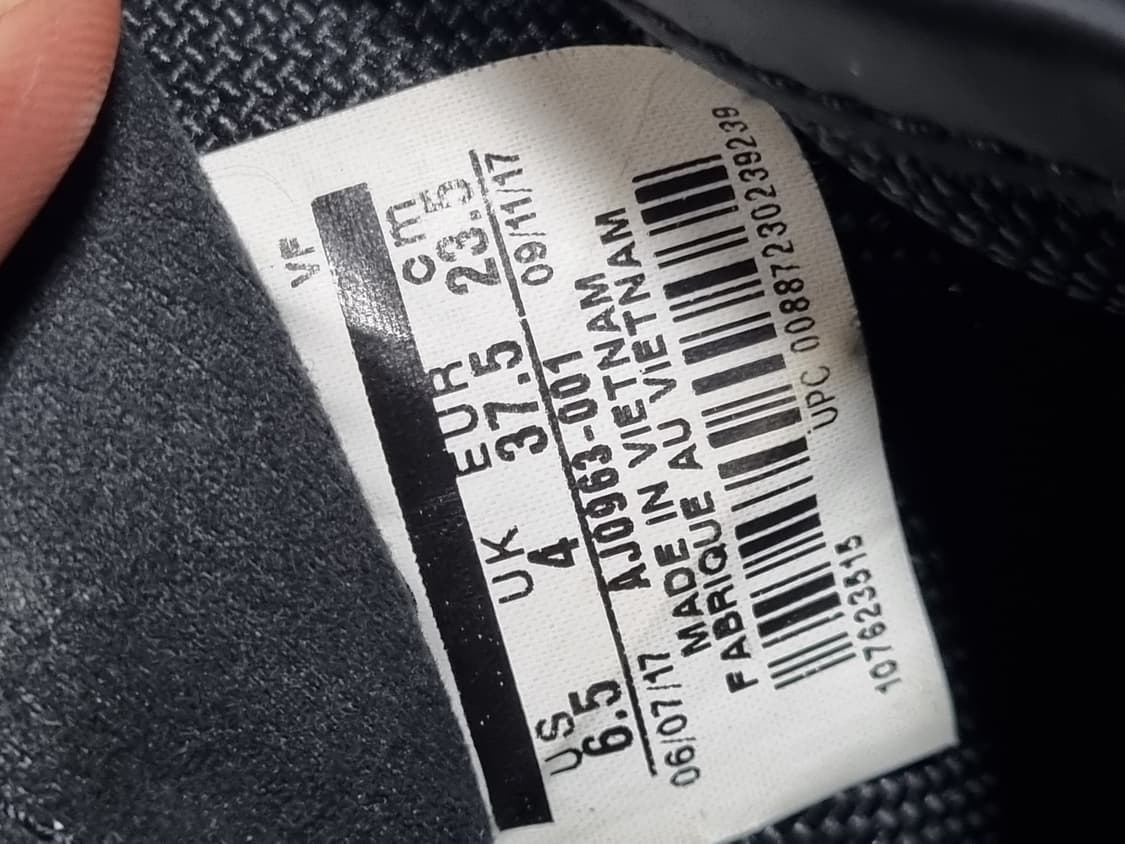 VF
US UK EUR cm
6.5 4 37.5 23.5
06/07/17 AJ0963-001 09/11/17
MADE IN VIETNAM
FABRIQUE AU VIETNAM
107623515 UPC 00887230239239